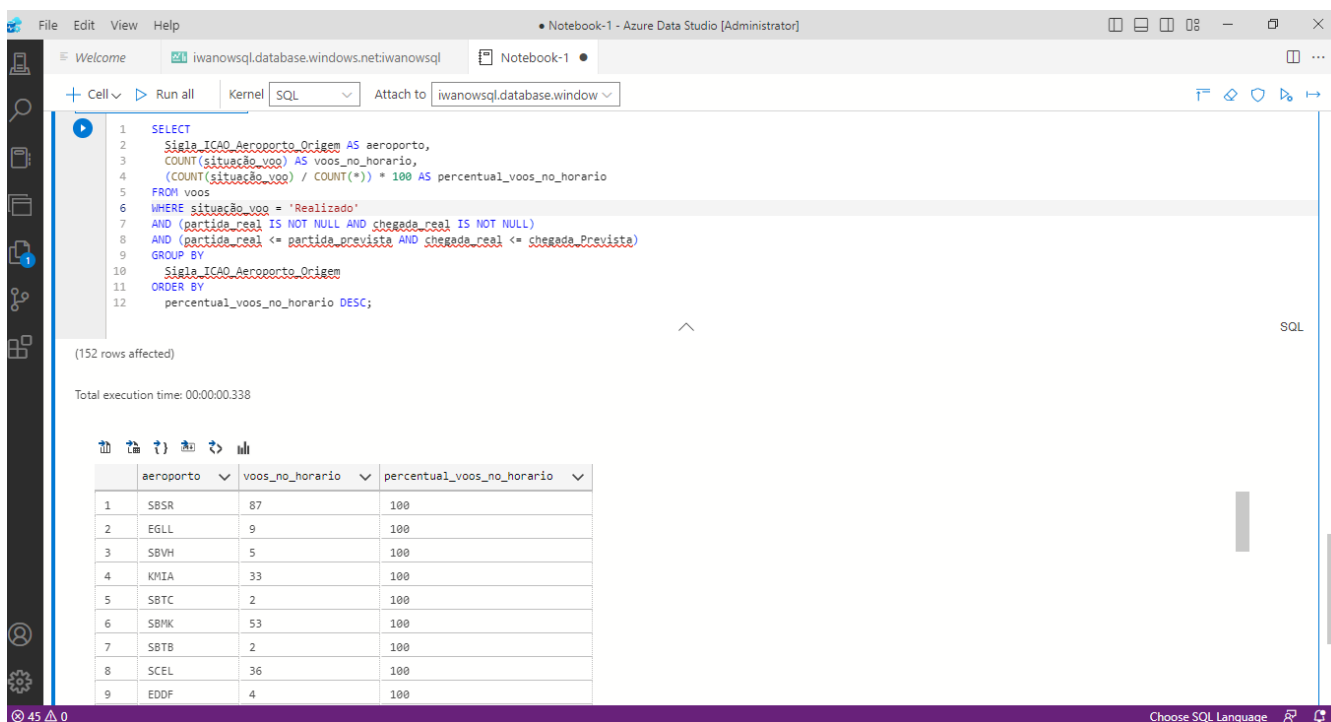 File Edit View Help ● Notebook-1 - Azure Data Studio [Administrator]
Welcome iwanowsql.database.windows.net:iwanowsql Notebook-1 ●
Cell Run all Kernel SQL Attach to iwanowsql.database.window
1 SELECT
2 Sigla_ICAO_Aeroporto_Origem AS aeroporto,
3 COUNT(situação_voo) AS voos_no_horario,
4 (COUNT(situação_voo) / COUNT(*)) * 100 AS percentual_voos_no_horario
5 FROM voos
6 WHERE situação_voo = 'Realizado'
7 AND (partida_real IS NOT NULL AND chegada_real IS NOT NULL)
8 AND (partida_real <= partida_prevista AND chegada_real <= chegada_Prevista)
9 GROUP BY
10 Sigla_ICAO_Aeroporto_Origem
11 ORDER BY
12 percentual_voos_no_horario DESC;
SQL
(152 rows affected)
Total execution time: 00:00:00.338
aeroporto voos_no_horario percentual_voos_no_horario
1 SBSR 87 100
2 EGLL 9 100
3 SBVH 5 100
4 KMIA 33 100
5 SBTC 2 100
6 SBMK 53 100
7 SBTB 2 100
8 SCEL 36 100
9 EDDF 4 100
1
45 0 Choose SQL Language